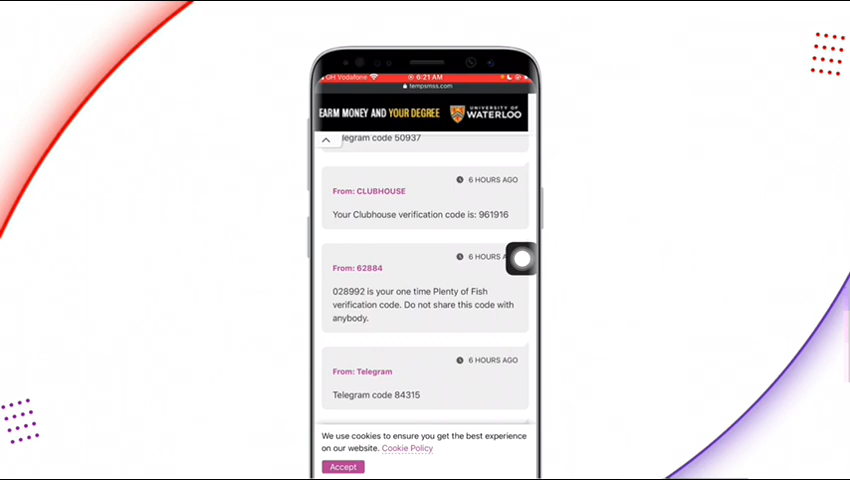 GH Vodafone 6:21 AM
tempsmss.com
EARM MONEY AND YOUR DEGREE
UNIVERSITY OF
WATERLOO
legram code 50937
6 HOURS AGO
From: CLUBHOUSE
Your Clubhouse verification code is: 961916
6 HOURS A
From: 62884
028992 is your one time Plenty of Fish
verification code. Do not share this code with
anybody.
6 HOURS AGO
From: Telegram
Telegram code 84315
We use cookies to ensure you get the best experience
on our website. Cookie Policy
Accept